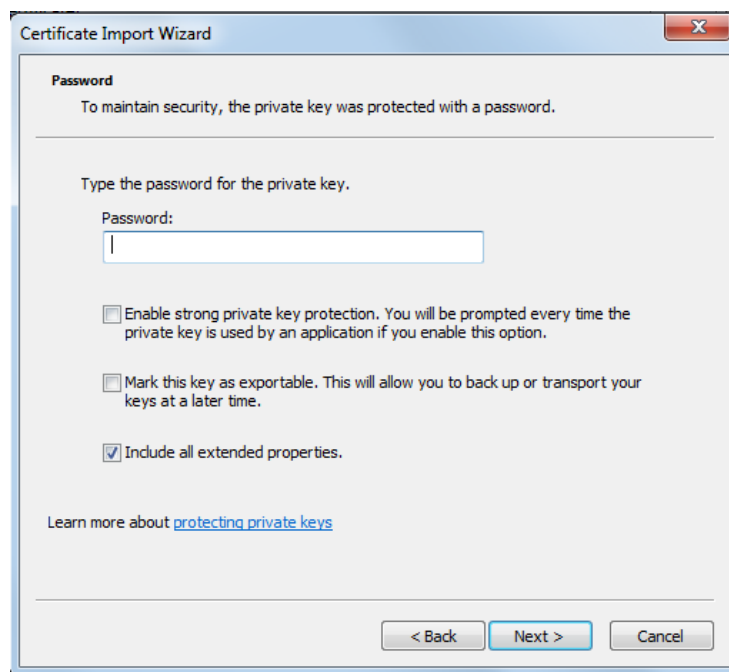 Certificate Import Wizard
Password
To maintain security, the private key was protected with a password.
Type the password for the private key.
Password:
Enable strong private key protection. You will be prompted every time the
private key is used by an application if you enable this option.
Mark this key as exportable. This will allow you to back up or transport your
keys at a later time.
Include all extended properties.
Learn more about protecting private keys
< Back Next > Cancel